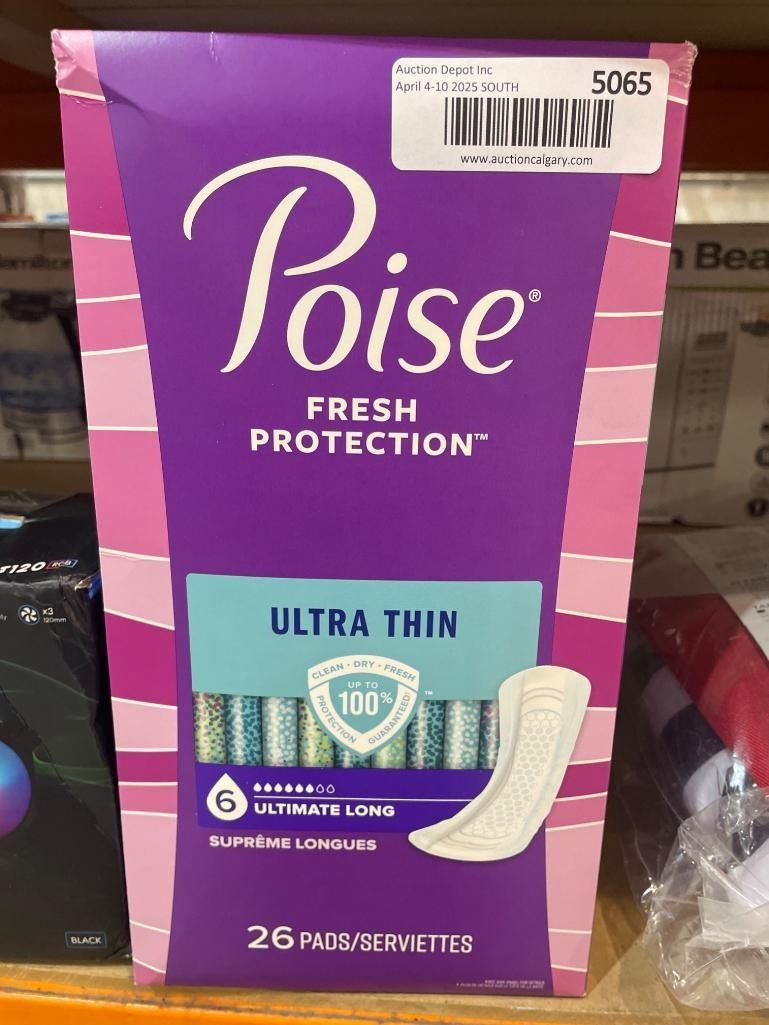 Auction Depot Inc
April 4-10 2025 SOUTH
5065
www.auctioncalgary.com
Poise®
FRESH
PROTECTION™
ULTRA THIN
CLEAN • DRY • FRESH
UP TO
100%
PROTECTION GUARANTEED
™
6
ULTIMATE LONG
SUPRÊME LONGUES
26 PADS/SERVIETTES
T120 RGB
x3
120mm
BLACK
n Bea